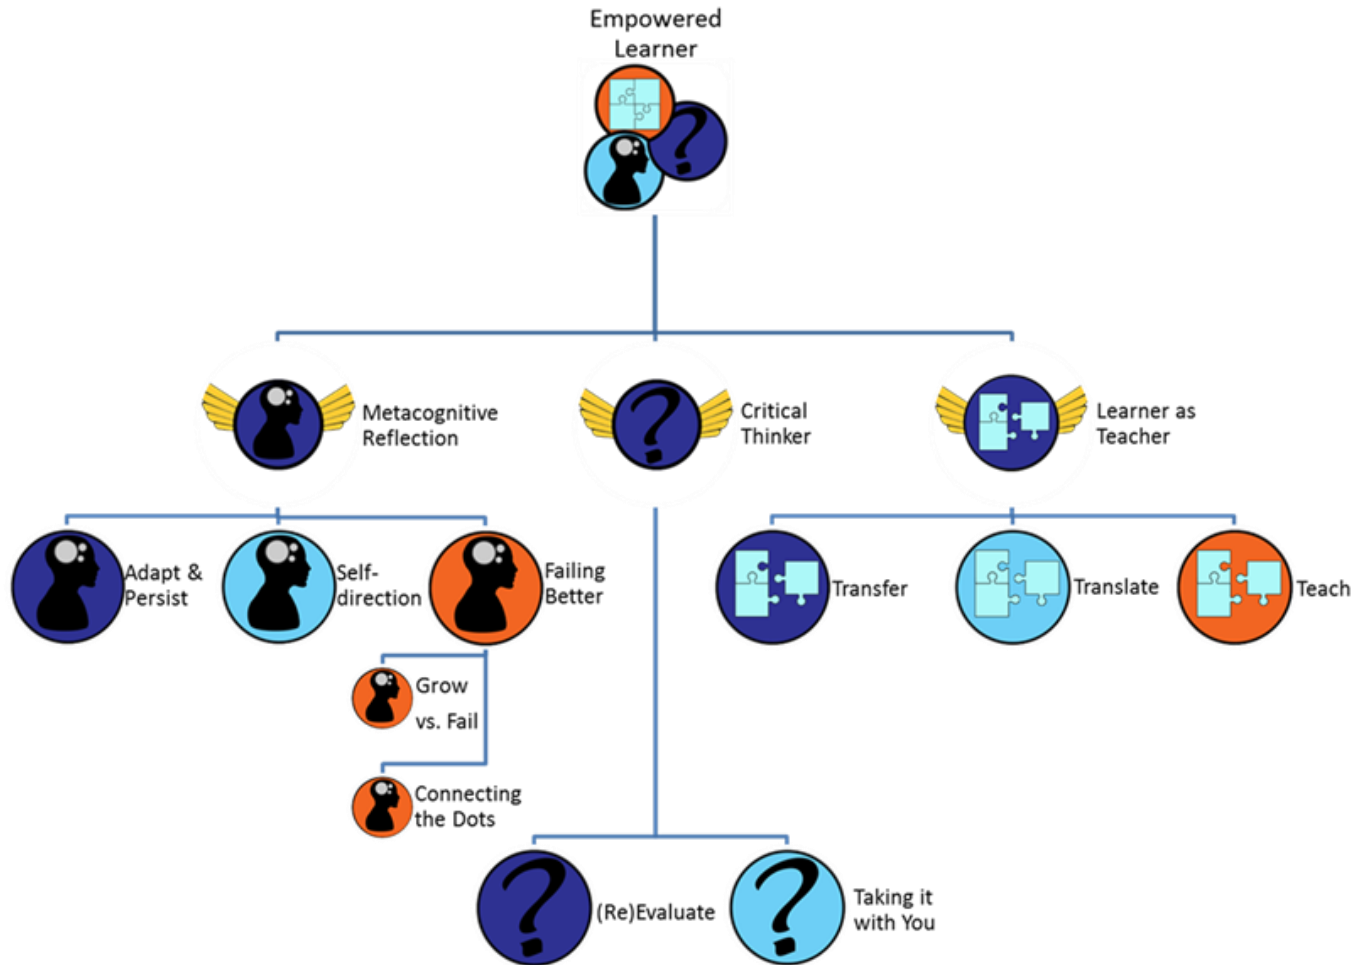 Empowered
Learner
Metacognitive
Reflection
Critical
Thinker
Learner as
Teacher
Adapt &
Persist
Self-
direction
Failing
Better
Transfer
Translate
Teach
Grow
vs. Fail
Connecting
the Dots
(Re)Evaluate
Taking it
with You